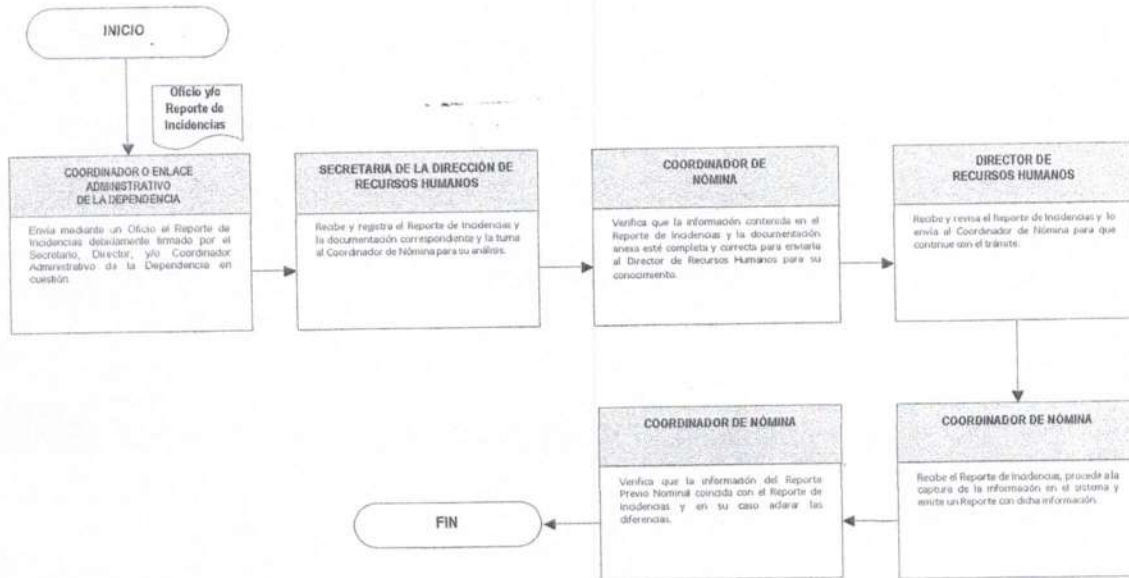 INICIO
Oficio y/o
Reporte de
Incidencias
COORDINADOR O ENLACE
ADMINISTRATIVO
DE LA DEPENDENCIA
Envía mediante un Oficio el Reporte de
Incidencias debidamente firmado por el
Secretario, Director, y/o Coordinador
Administrativo de la Dependencia en
cuestión.
SECRETARIA DE LA DIRECCIÓN DE
RECURSOS HUMANOS
Recibe y registra el Reporte de Incidencias y
la documentación correspondiente y la turna
al Coordinador de Nómina para su análisis.
COORDINADOR DE
NÓMINA
Verifica que la información contenida en el
Reporte de Incidencias y la documentación
anexa esté completa y correcta para enviarla
al Director de Recursos Humanos para su
conocimiento.
DIRECTOR DE
RECURSOS HUMANOS
Recibe y revisa el Reporte de Incidencias y lo
envía al Coordinador de Nómina para que
continue con el trámite.
COORDINADOR DE NÓMINA
Recibe el Reporte de Incidencias, procede a la
captura de la información en el sistema y
emite un Reporte con dicha información.
COORDINADOR DE NÓMINA
Verifica que la información del Reporte
Previo Nominal coincida con el Reporte de
Incidencias y en su caso aclarar las
diferencias.
FIN